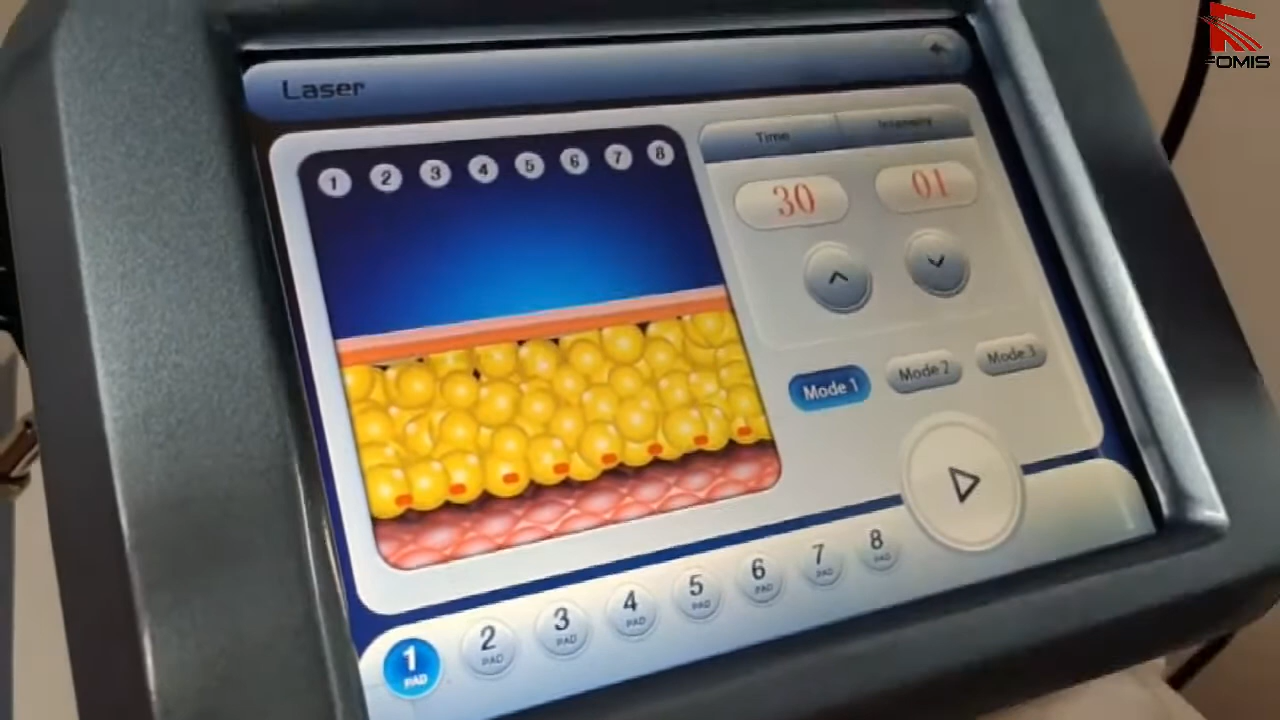 FOMIS
Laser
1 2 3 4 5 6 7 8
Time Intensity
30 01
Mode 1 Mode 2 Mode 3
1 2 3 4 5 6 7 8
PAD PAD PAD PAD PAD PAD PAD PAD